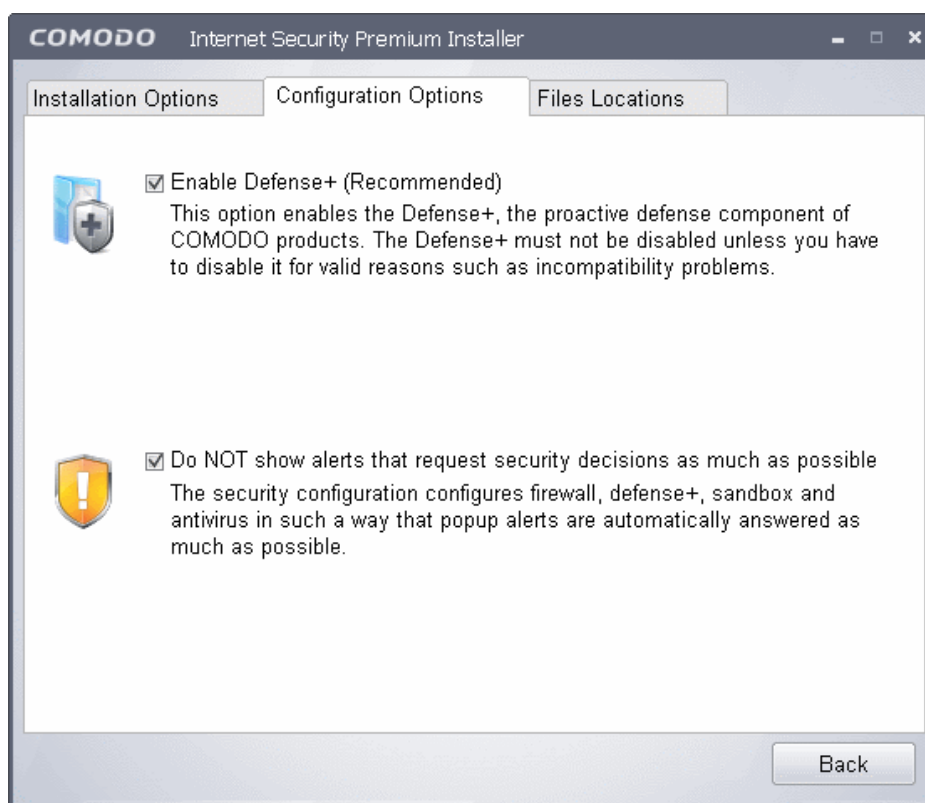 COMODO Internet Security Premium Installer
Installation Options
Configuration Options
Files Locations
Enable Defense+ (Recommended)
This option enables the Defense+, the proactive defense component of
COMODO products. The Defense+ must not be disabled unless you have
to disable it for valid reasons such as incompatibility problems.
Do NOT show alerts that request security decisions as much as possible
The security configuration configures firewall, defense+, sandbox and
antivirus in such a way that popup alerts are automatically answered as
much as possible.
Back